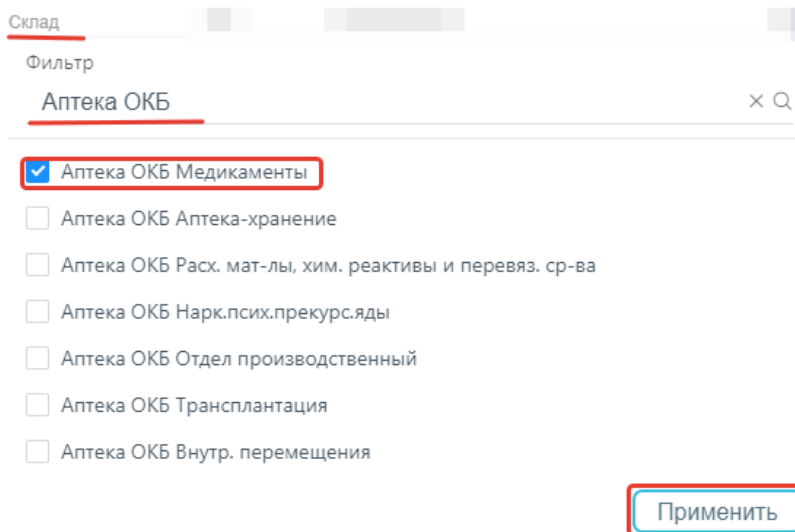 Склад
Фильтр
Аптека ОКБ
Аптека ОКБ Медикаменты
Аптека ОКБ Аптека-хранение
Аптека ОКБ Расх. мат-лы, хим. реактивы и перевяз. ср-ва
Аптека ОКБ Нарк.псих.прекурс.яды
Аптека ОКБ Отдел производственный
Аптека ОКБ Трансплантация
Аптека ОКБ Внутр. перемещения
Применить